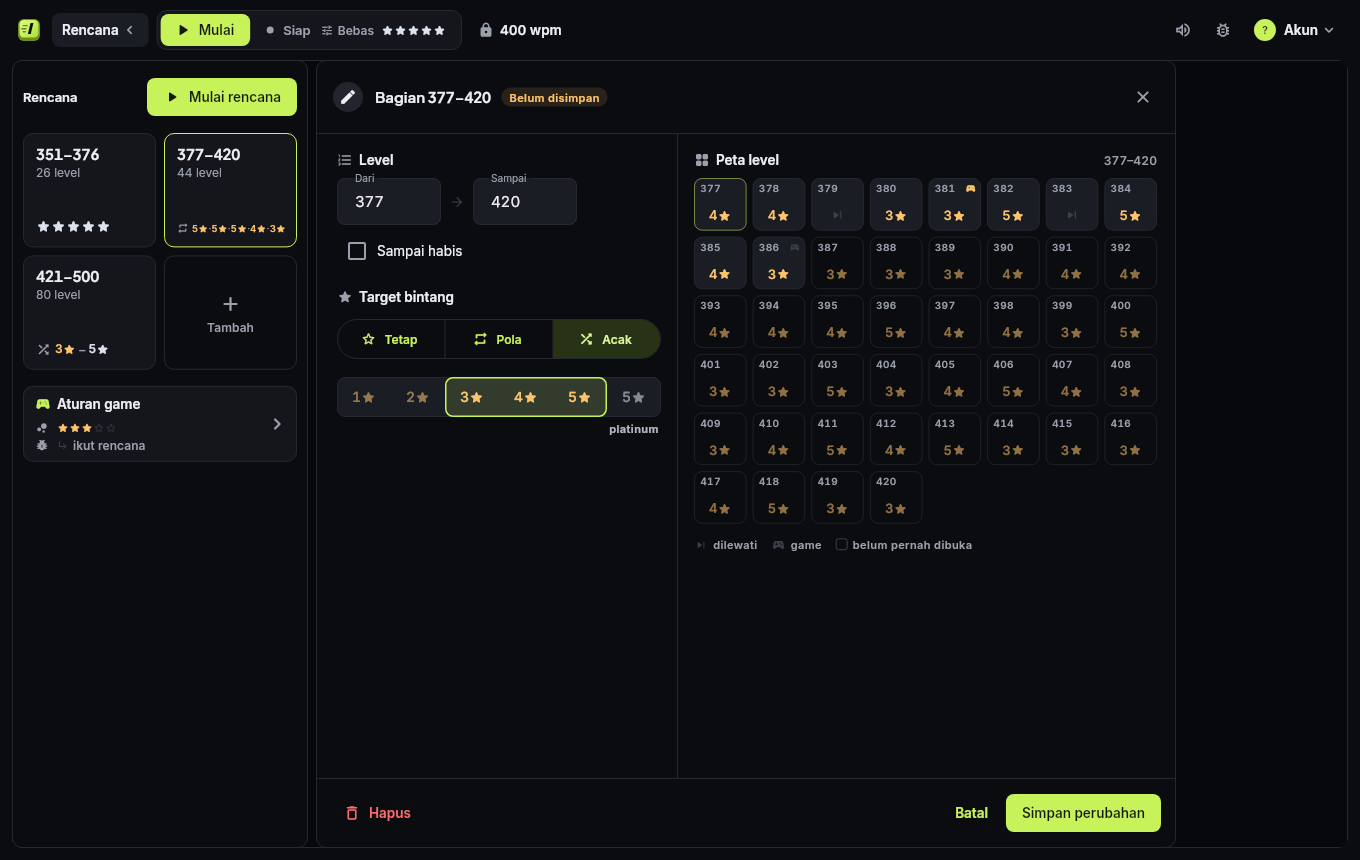 Rencana
Mulai
Siap
Bebas
400 wpm
?
Akun
Rencana
Mulai rencana
351–376
26 level
377–420
44 level
5★·5★·5★·4★·3★
421–500
80 level
3★ – 5★
Tambah
Aturan game
ikut rencana
Bagian 377–420
Belum disimpan
Level
Dari
377
Sampai
420
Sampai habis
Target bintang
Tetap
Pola
Acak
1★ 2★ 3★ 4★ 5★ 5★
platinum
Peta level
377–420
377 378 379 380 381 382 383 384
4★ 4★ 3★ 3★ 5★ 5★
385 386 387 388 389 390 391 392
4★ 3★ 3★ 3★ 3★ 4★ 4★ 4★
393 394 395 396 397 398 399 400
4★ 4★ 4★ 5★ 4★ 4★ 3★ 5★
401 402 403 404 405 406 407 408
3★ 3★ 5★ 3★ 4★ 5★ 4★ 3★
409 410 411 412 413 414 415 416
3★ 4★ 5★ 4★ 5★ 3★ 3★ 3★
417 418 419 420
4★ 5★ 3★ 3★
dilewati
game
belum pernah dibuka
Hapus
Batal
Simpan perubahan